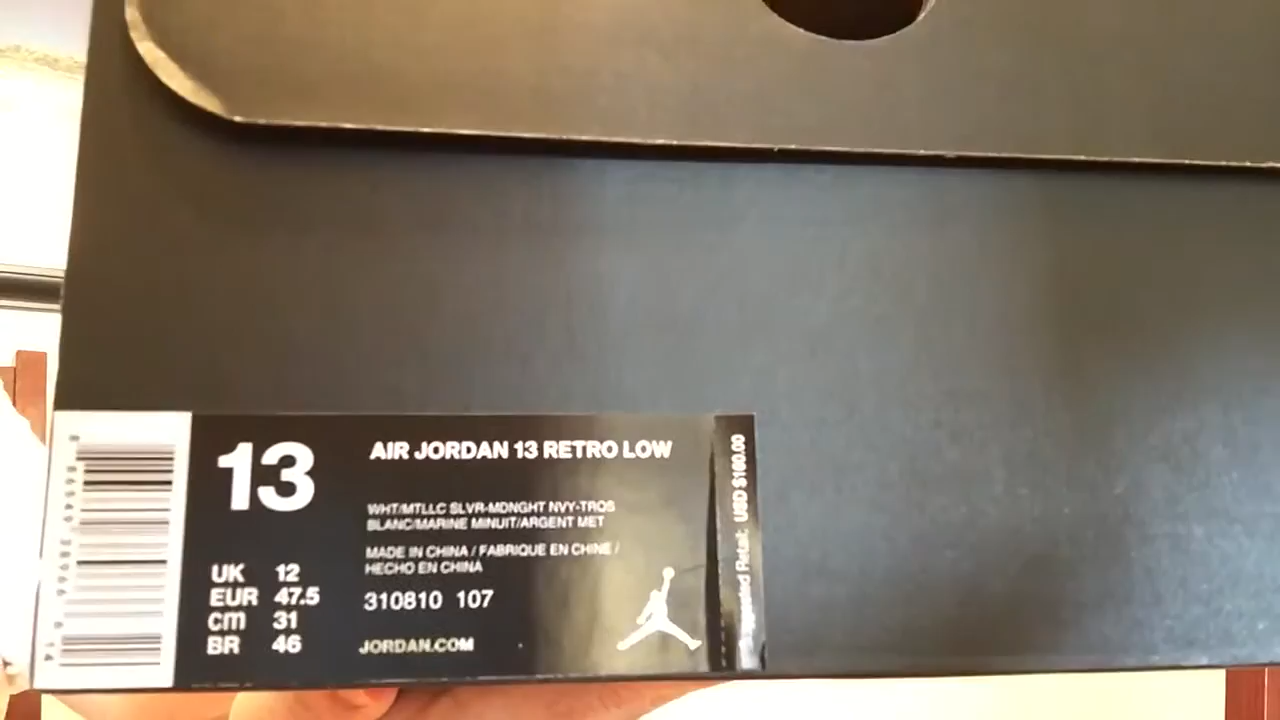 13
AIR JORDAN 13 RETRO LOW
WHT/MTLLC SLVR-MDNGHT NVY-TROS
BLANC/MARINE MINUIT/ARGENT MET
MADE IN CHINA / FABRIQUE EN CHINE /
HECHO EN CHINA
310810 107
JORDAN.COM
UK 12
EUR 47.5
cm 31
BR 46
Retail: USD $160.00